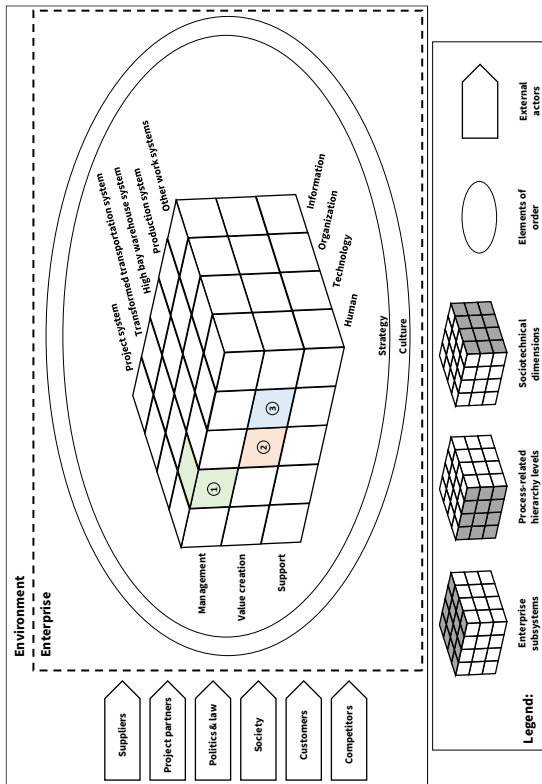 Environment
Enterprise
Suppliers
Project partners
Politics & law
Society
Customers
Competitors
Project system
Transformed transportation system
High bay warehouse system
Production system
Other work systems
Management
Value creation
Support
1
2
3
Human
Technology
Organization
Information
Strategy
Culture
Legend:
Enterprise
subsystems
Process-related
hierarchy levels
Sociotechnical
dimensions
Elements of
order
External
actors